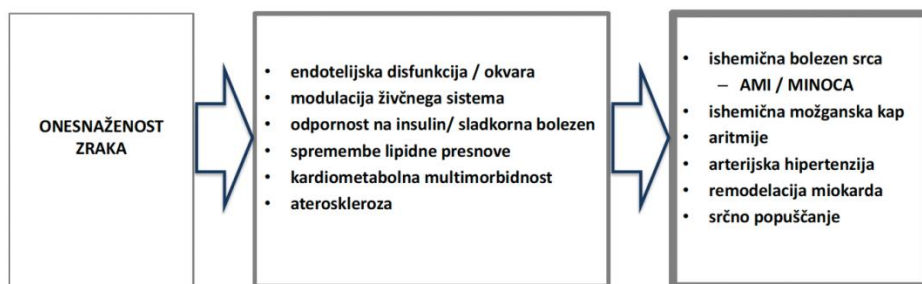 ONESNAŽENOST
ZRAKA
• endotelijska disfunkcija / okvara
• modulacija živčnega sistema
• odpornost na insulin/ sladkorna bolezen
• spremembe lipidne presnove
• kardiometabolna multimorbidnost
• ateroskleroza
• ishemična bolezen srca
– AMI / MINOCA
• ishemična možganska kap
• aritmije
• arterijska hipertenzija
• remodelacija miokarda
• srčno popuščanje